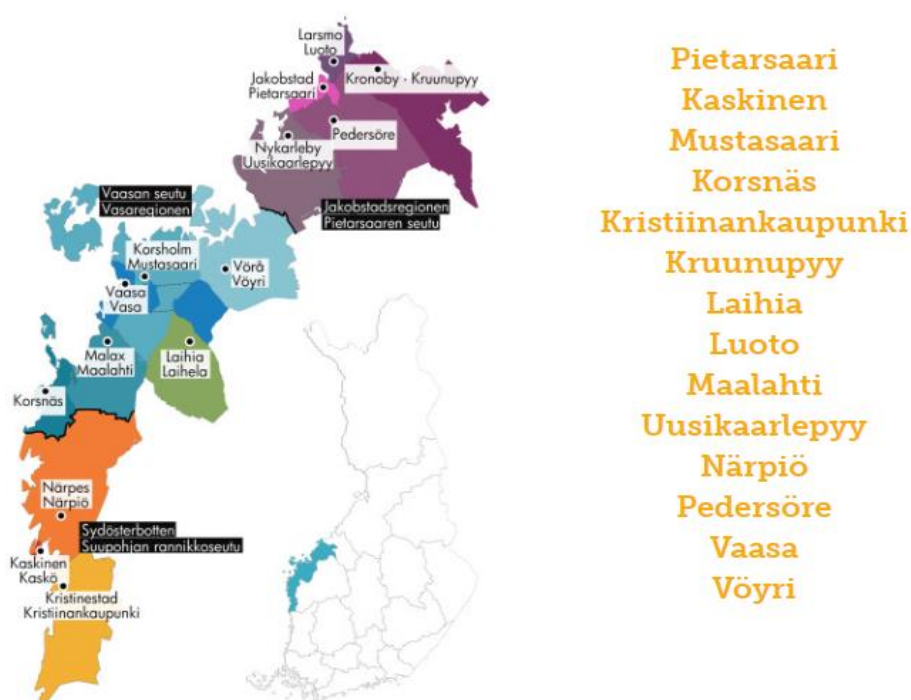 Larsmo
Luoto
Jakobstad
Pietarsaari
Kronoby - Kruunupyy
Pedersöre
Nykarleby
Uusikaarlepyy
Jakobstadsregionen
Pietarsaaren seutu
Vaasan seutu
Vasaregionen
Korsholm
Mustasaari
Vörå
Vöyri
Vaasa
Vasa
Malax
Maalahti
Laihia
Laihela
Korsnäs
Närpes
Närpiö
Sydösterbotten
Suupohjan rannikkoseutu
Kaskinen
Kaskö
Kristinestad
Kristiinankaupunki
Pietarsaari
Kaskinen
Mustasaari
Korsnäs
Kristiinankaupunki
Kruunupyy
Laihia
Luoto
Maalahti
Uusikaarlepyy
Närpiö
Pedersöre
Vaasa
Vöyri